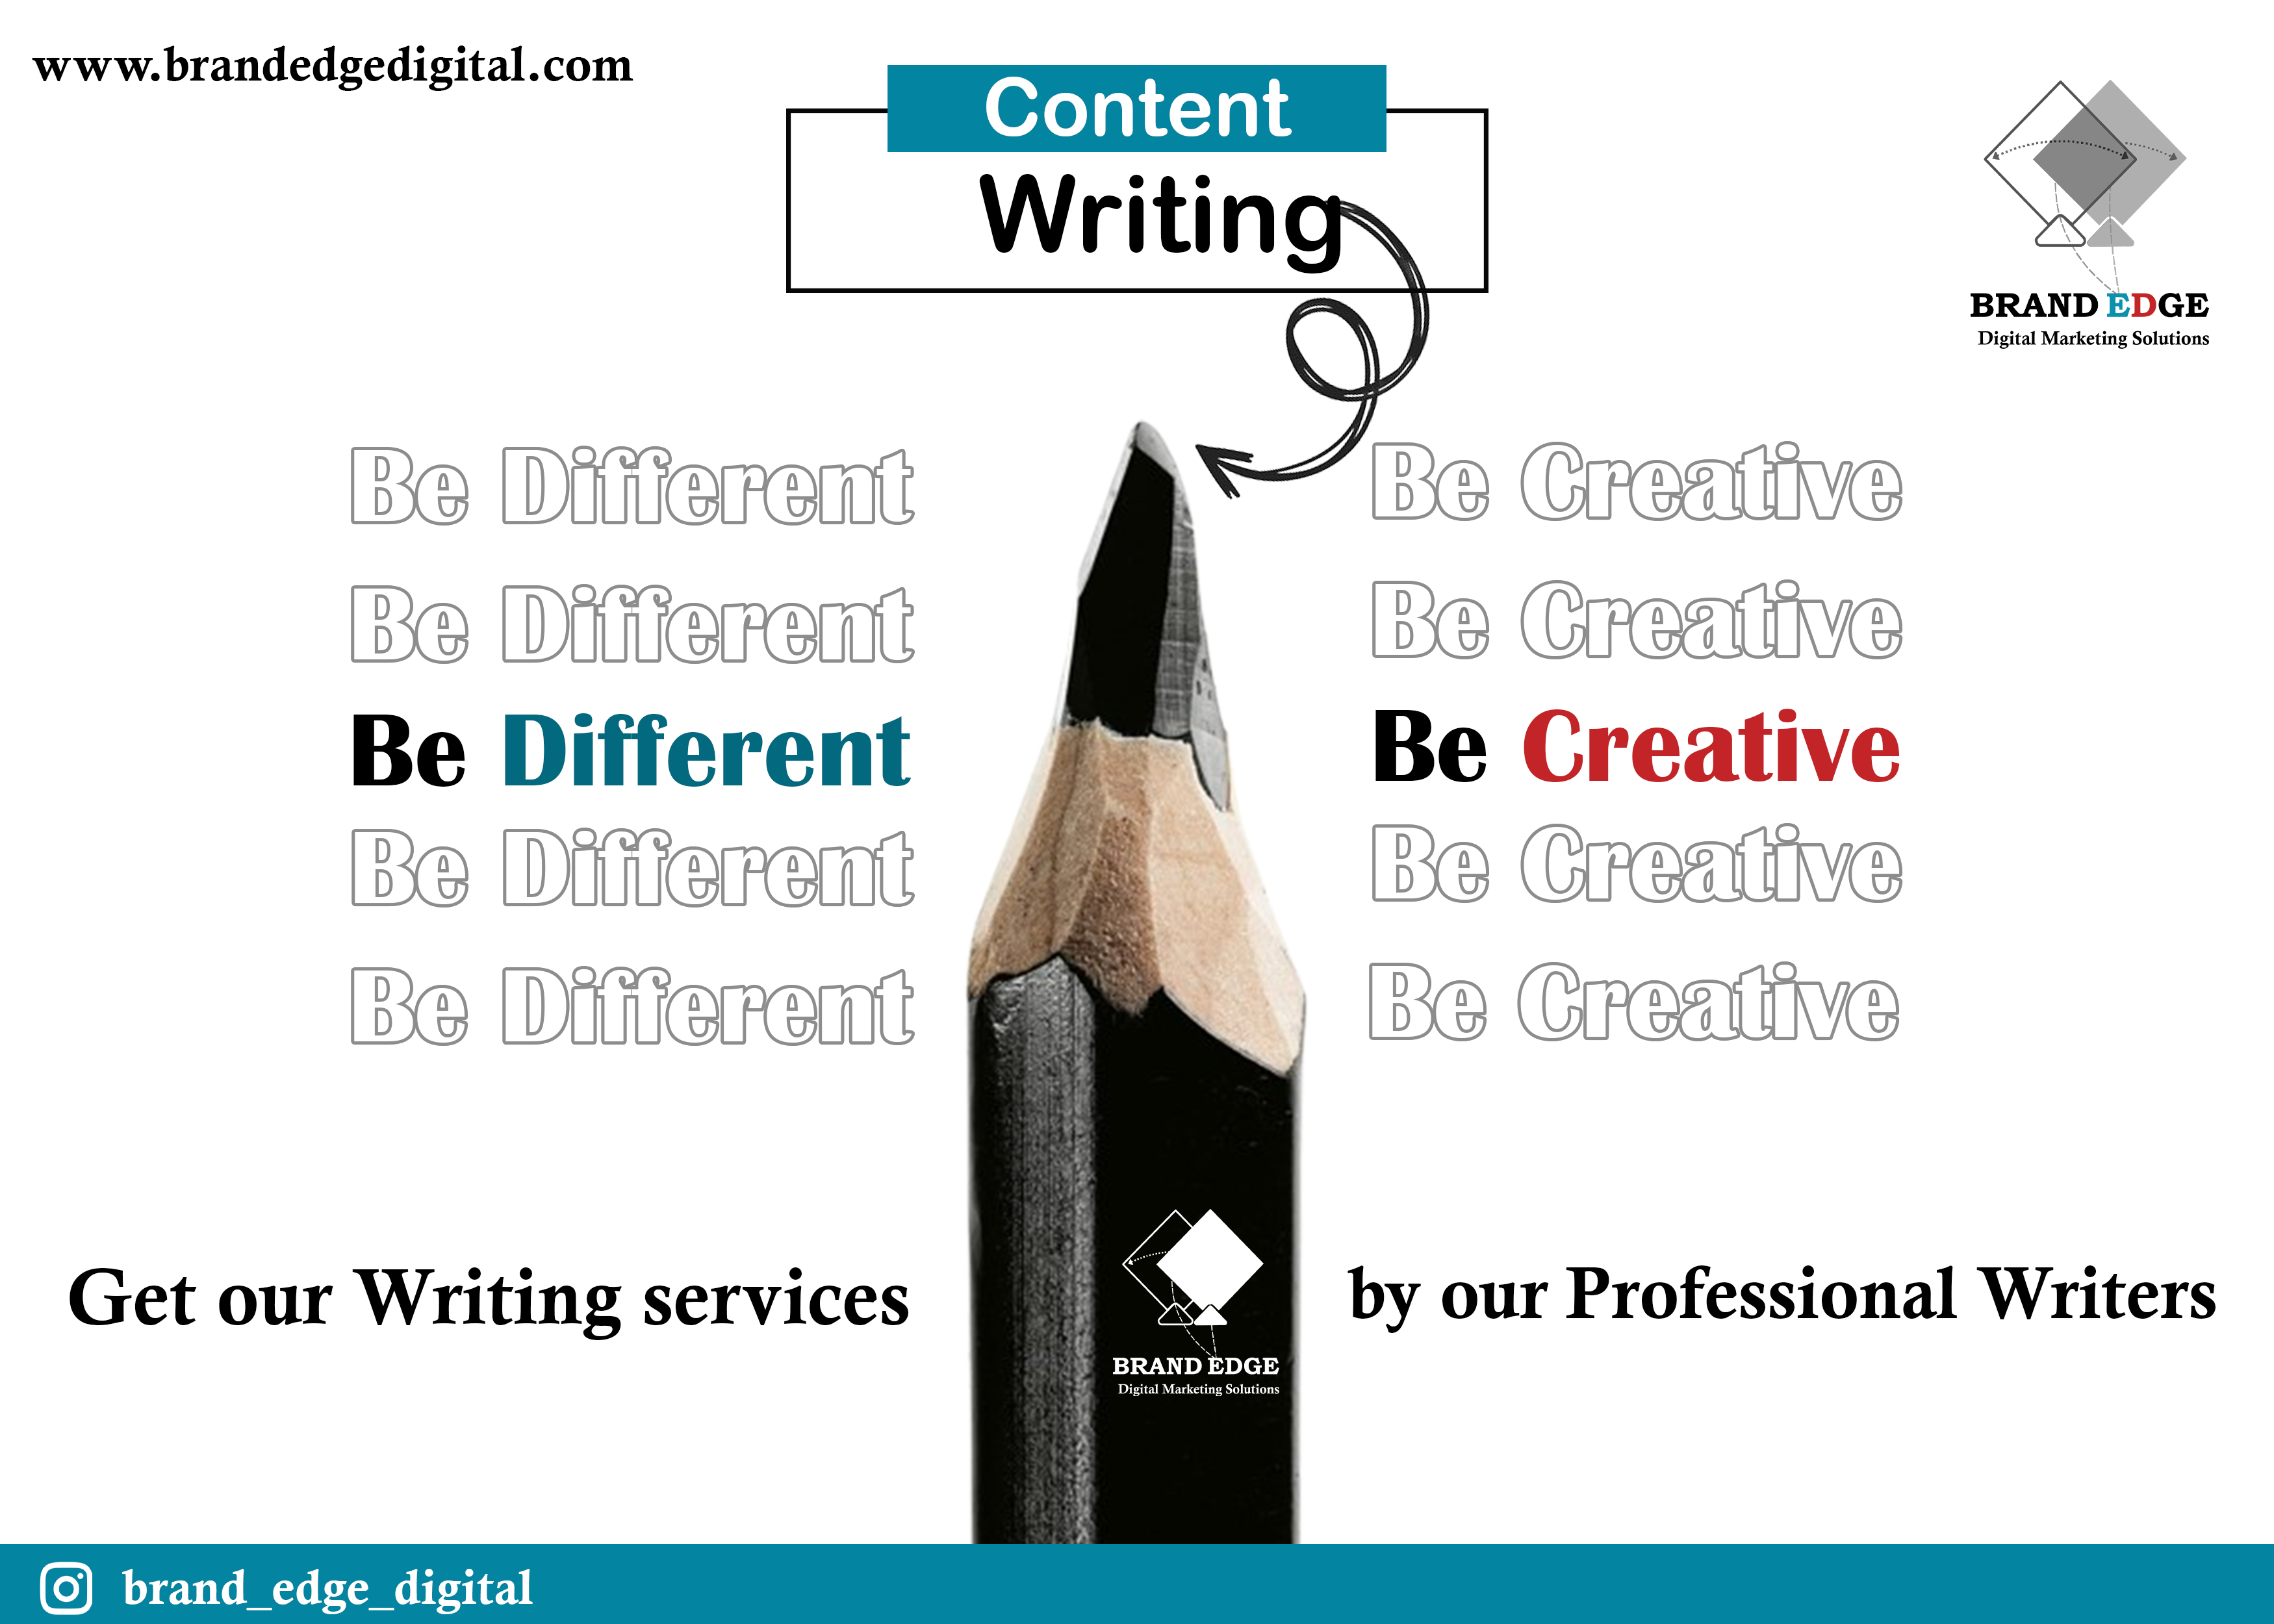 www.brandedgedigital.com
Content
Writing
BRAND EDGE
Digital Marketing Solutions
Be Different
Be Different
Be Different
Be Different
Be Different
Be Creative
Be Creative
Be Creative
Be Creative
Be Creative
Get our Writing services
by our Professional Writers
BRAND EDGE
Digital Marketing Solutions
brand_edge_digital